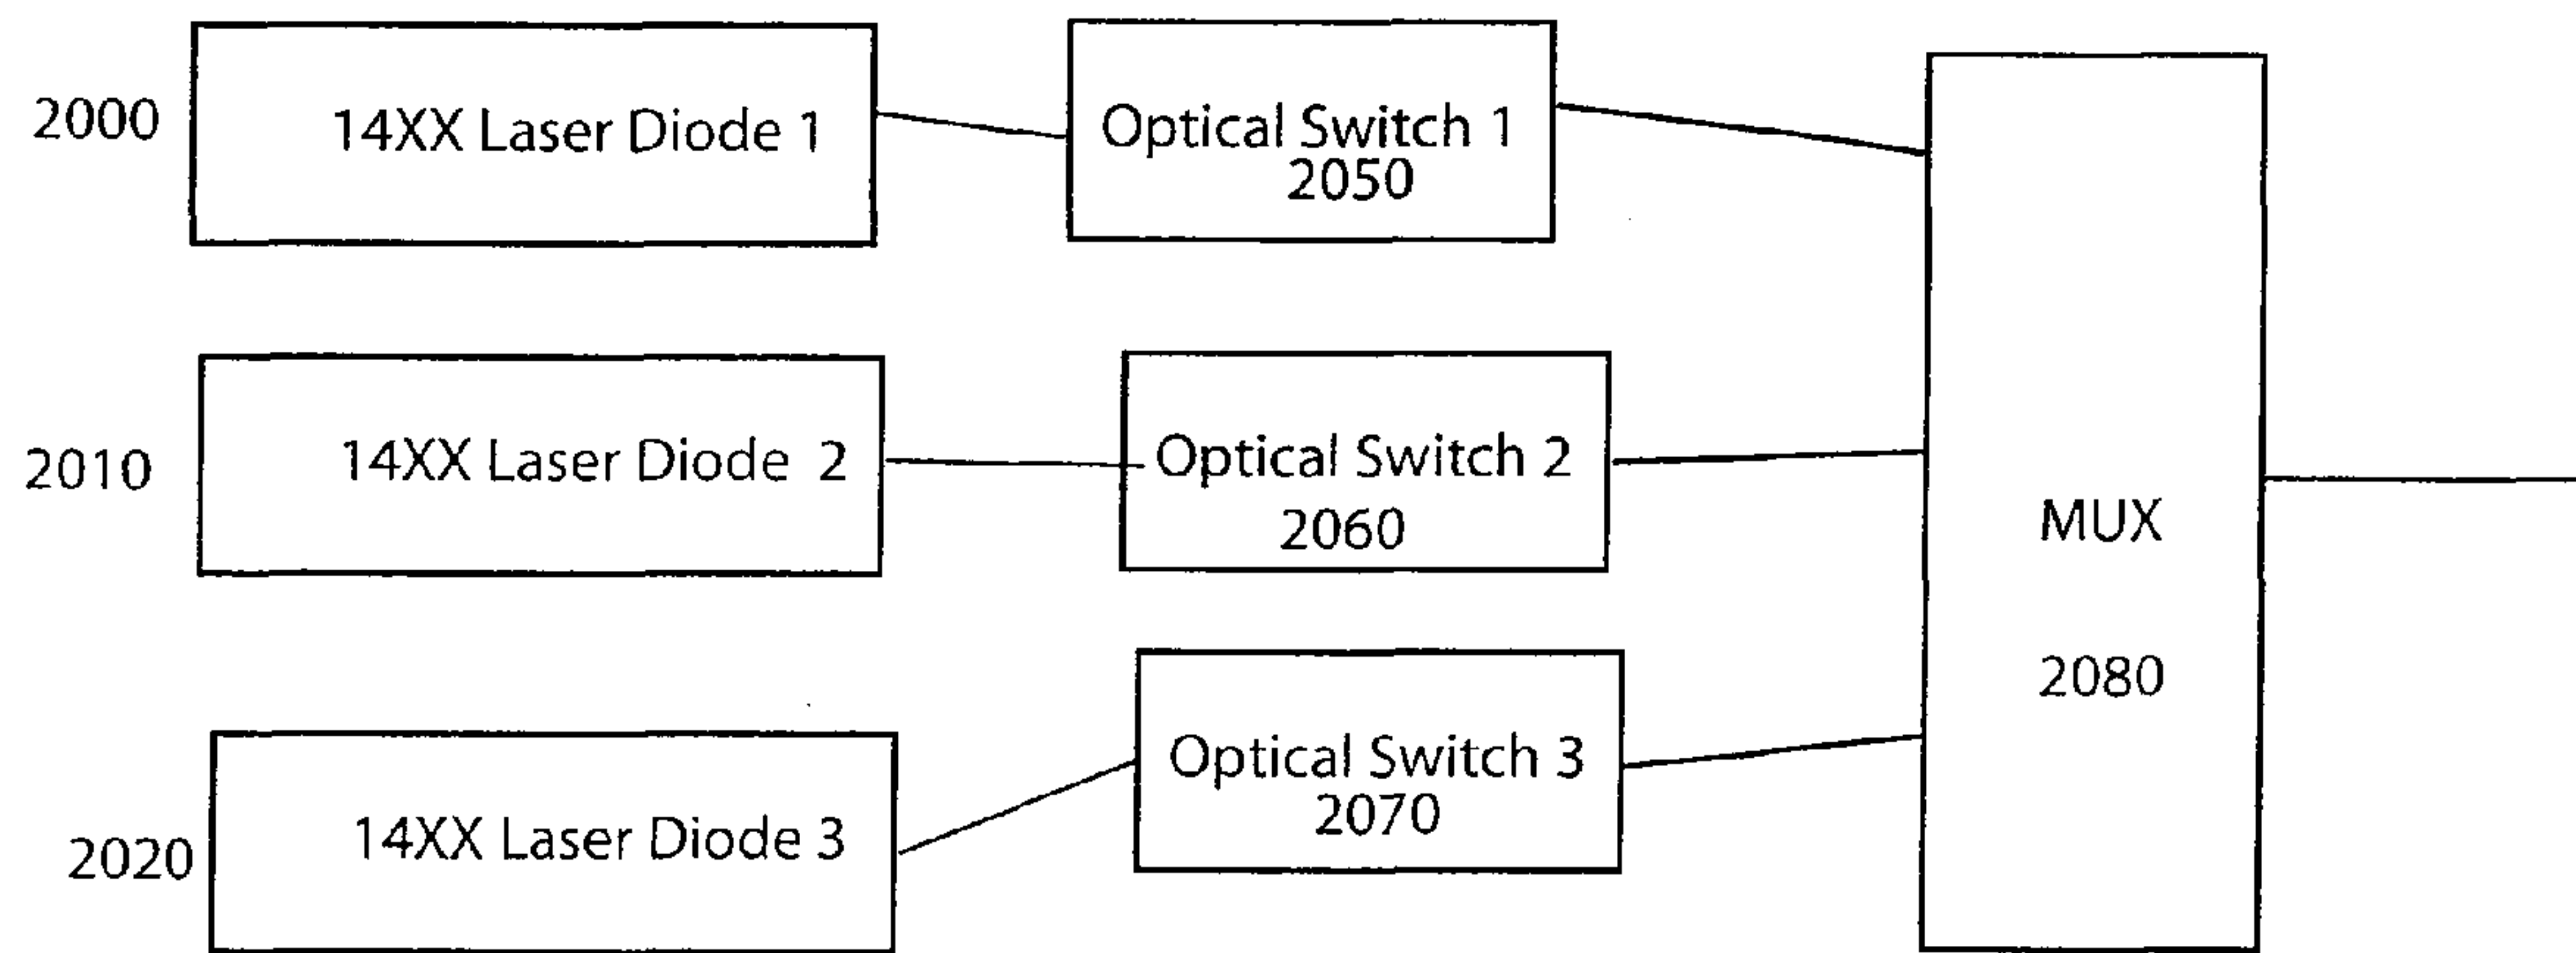 2000
14XX Laser Diode 1
Optical Switch 1
2050
2010
14XX Laser Diode 2
Optical Switch 2
2060
MUX
2080
2020
14XX Laser Diode 3
Optical Switch 3
2070